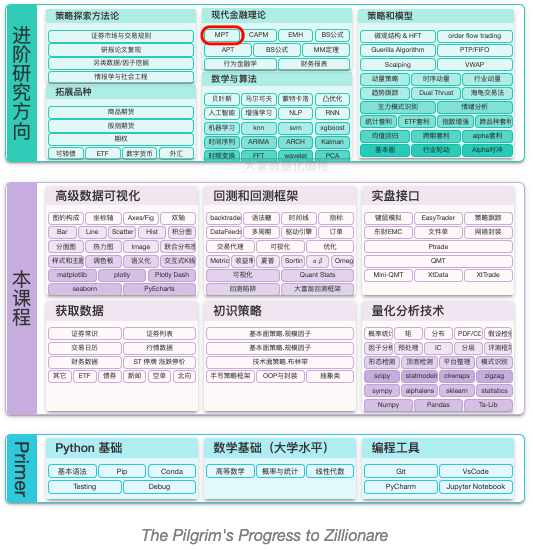 进阶研究方向
策略探索方法论
证券市场与交易规则
研报论文复现
另类数据/因子挖掘
情报学与社会工程
拓展品种
商品期货
股指期货
期权
可转债 ETF 数字货币 外汇
现代金融理论
MPT CAPM EMH BS公式
APT BS公式 MM定理
行为金融学 财务报表
数学与算法
贝叶斯 马尔可夫 蒙特卡洛 凸优化
人工智能 增强学习 NLP RNN
机器学习 knn svm xgboost
时间序列 ARIMA ARCH Kalman
时频变换 FFT wavelet PCA
大富翁量化编程
策略和模型
微观结构 & HFT order flow trading
Guerilla Algorithm PTP/FIFO
Scalping VWAP
动量策略 时序动量 行业动量
趋势跟踪 Dual Thrust 海龟交易法
主力模式识别 情绪分析
统计套利 ETF套利 指数增强 跨品种套利
均值回归 跨期套利 alpha套利
基本面 行业轮动 Alpha对冲
本课程
高级数据可视化
图的构成 坐标轴 Axes/Fig 双轴
Bar Line Scatter Hist 积分图
分面图 热力图 Image 联合分布图
样式和主题 调色板 语义化 交互式K线
matplotlib plotly Plotly Dash
seaborn PyEcharts
回测和回测框架
backtrader 语法糖 时间线 指标
DataFeeds 多周期 驱动引擎 订单
交易代理 可视化 优化
Metrics 收益率 夏普 Sortin α β Omeg
可视化 Quant Stats
回测陷阱 大富翁回测框架
实盘接口
键鼠模拟 EasyTrader 策略跟踪
东财EMC 文件单 网络封装
Ptrade
QMT
Mini-QMT XtData XtTrade
获取数据
证券常识 证券列表
交易日历 行情数据
财务数据 ST 停牌 涨跌停价
其它 ETF 债券 新闻 空单 北向
初识策略
基本面策略.规模因子
基本面策略.规模因子
技术面策略.布林带
手写策略框架 OOP与封装 抽象类
量化分析技术
概率统计 矩 分布 PDF/CD 假设检验
因子分析 预处理 IC 分层 评测框架
形态检测 顶底检测 平台整理 模式识别
scipy statmodels ckwraps zigzag
sympy alphalens sklearn statistics
Numpy Pandas Ta-Lib
Primer
Python 基础
基本语法 Pip Conda
Testing Debug
数学基础（大学水平）
高等数学 概率与统计 线性代数
编程工具
Git VsCode
PyCharm Jupyter Notebook
The Pilgrim's Progress to Zillionare